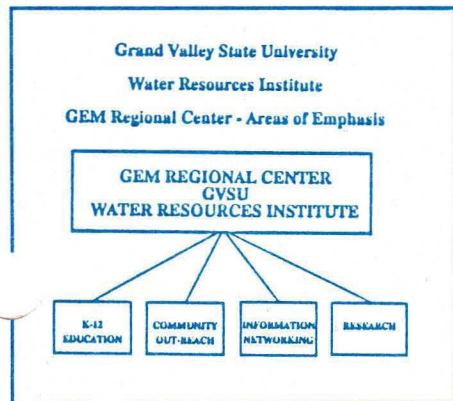 Grand Valley State University
Water Resources Institute
GEM Regional Center - Areas of Emphasis
GEM REGIONAL CENTER
GVSU
WATER RESOURCES INSTITUTE
K-12
EDUCATION
COMMUNITY
OUT-REACH
INFORMATION
NETWORKING
RESEARCH